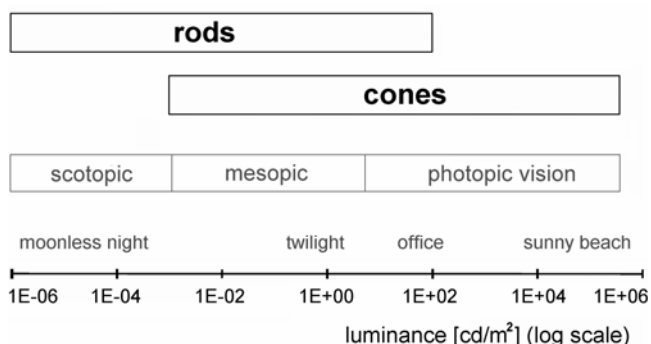 rods
cones
scotopic mesopic photopic vision
moonless night twilight office sunny beach
1E-06 1E-04 1E-02 1E+00 1E+02 1E+04 1E+06
luminance [cd/m²] (log scale)